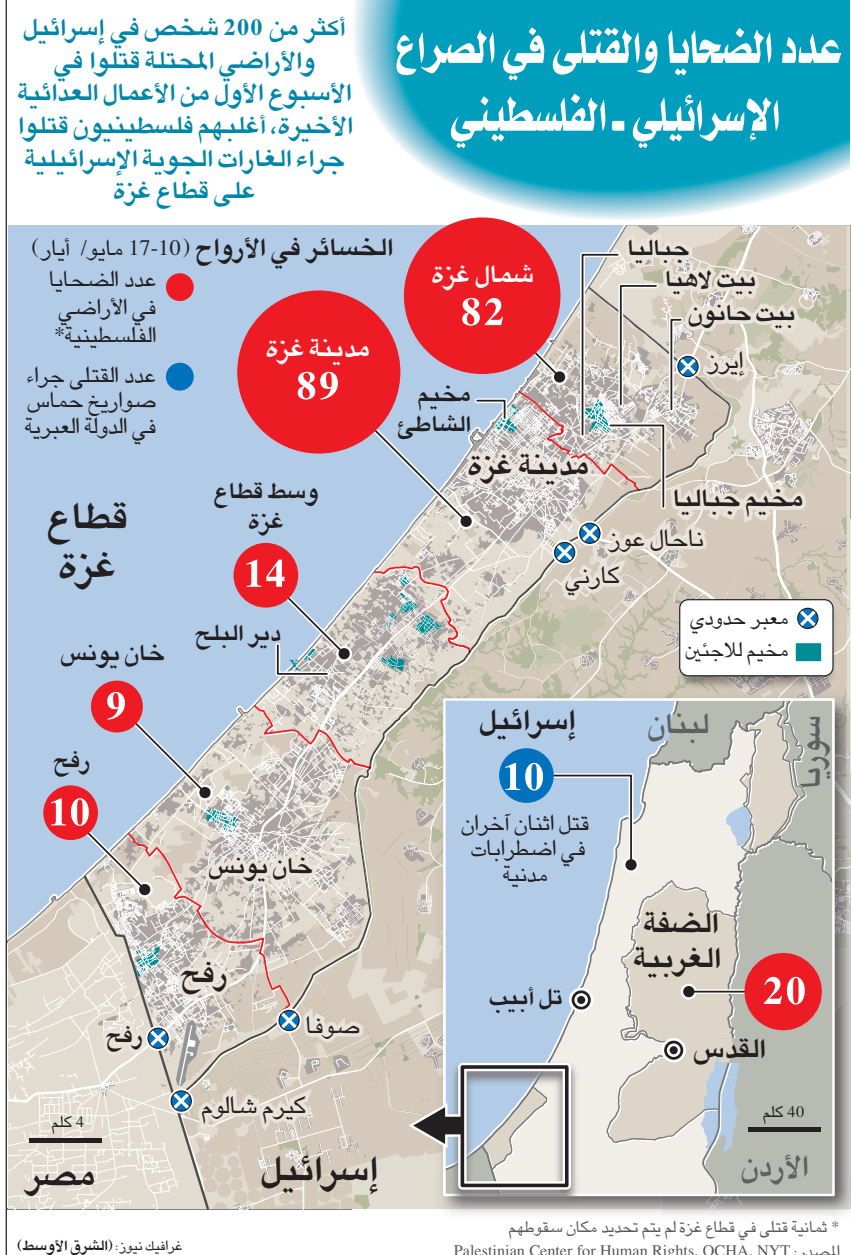 عدد الضحايا والقتلى في الصراع
الإسرائيلي ـ الفلسطيني
أكثر من 200 شخص في إسرائيل
والأراضي المحتلة قتلوا في
الأسبوع الأول من الأعمال العدائية
الأخيرة، أغلبهم فلسطينيون قتلوا
جراء الغارات الجوية الإسرائيلية
على قطاع غزة
الخسائر في الأرواح (10-17 مايو/ أيار)
عدد الضحايا
في الأراضي
الفلسطينية*
عدد القتلى جراء
صواريخ حماس
في الدولة العبرية
شمال غزة
82
مدينة غزة
89
جباليا
بيت لاهيا
بيت حانون
إيرز
مخيم
الشاطئ
مدينة غزة
مخيم جباليا
ناحال عوز
كارني
قطاع
غزة
وسط قطاع
غزة
14
دير البلح
x
معبر حدودي
مخيم للاجئين
خان يونس
9
رفح
10
خان يونس
رفح
صوفا
رفح
كيرم شالوم
4 كلم
مصر
إسرائيل
إسرائيل
10
قتل اثنان آخران
في اضطرابات
مدنية
لبنان
سوريا
الضفة
الغربية
20
تل أبيب
القدس
40 كلم
الأردن
* ثمانية قتلى في قطاع غزة لم يتم تحديد مكان سقوطهم
المصدر: Palestinian Center for Human Rights, OCHA, NYT
غرافيك نيوز: (الشرق الأوسط)